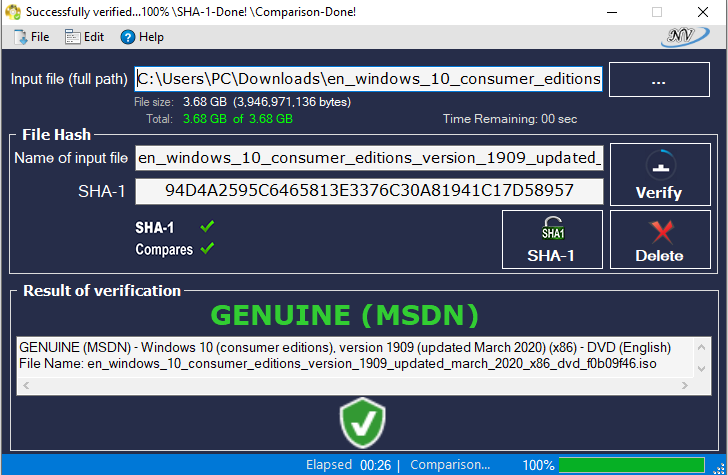 Successfully verified...100% \SHA-1-Done! \Comparison-Done!
File Edit Help
NV
Input file (full path) C:\Users\PC\Downloads\en_windows_10_consumer_editions ...
File size: 3.68 GB (3,946,971,136 bytes)
Total: 3.68 GB of 3.68 GB Time Remaining: 00 sec
File Hash
Name of input file en_windows_10_consumer_editions_version_1909_updated_
SHA-1 94D4A2595C6465813E3376C30A81941C17D58957
Verify
SHA-1
Compares
SHA1
SHA-1
Delete
Result of verification
GENUINE (MSDN)
GENUINE (MSDN) - Windows 10 (consumer editions), version 1909 (updated March 2020) (x86) - DVD (English)
File Name: en_windows_10_consumer_editions_version_1909_updated_march_2020_x86_dvd_f0b09f46.iso
Elapsed 00:26 | Comparison... 100%